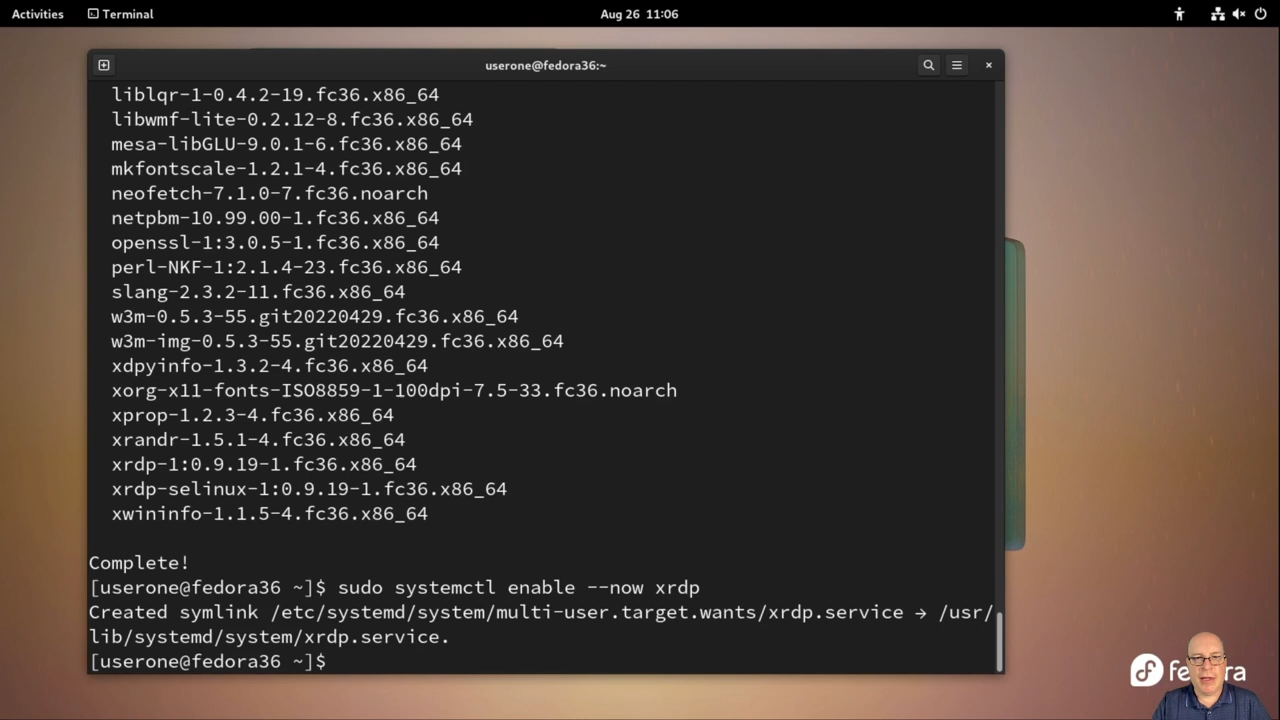 Activities
Terminal
Aug 26 11:06
userone@fedora36:~
liblqr-1-0.4.2-19.fc36.x86_64
libwmf-lite-0.2.12-8.fc36.x86_64
mesa-libGLU-9.0.1-6.fc36.x86_64
mkfontscale-1.2.1-4.fc36.x86_64
neofetch-7.1.0-7.fc36.noarch
netpbm-10.99.00-1.fc36.x86_64
openssl-1:3.0.5-1.fc36.x86_64
perl-NKF-1:2.1.4-23.fc36.x86_64
slang-2.3.2-11.fc36.x86_64
w3m-0.5.3-55.git20220429.fc36.x86_64
w3m-img-0.5.3-55.git20220429.fc36.x86_64
xdpyinfo-1.3.2-4.fc36.x86_64
xorg-x11-fonts-ISO8859-1-100dpi-7.5-33.fc36.noarch
xprop-1.2.3-4.fc36.x86_64
xrandr-1.5.1-4.fc36.x86_64
xrdp-1:0.9.19-1.fc36.x86_64
xrdp-selinux-1:0.9.19-1.fc36.x86_64
xwininfo-1.1.5-4.fc36.x86_64
Complete!
[userone@fedora36 ~]$ sudo systemctl enable --now xrdp
Created symlink /etc/systemd/system/multi-user.target.wants/xrdp.service → /usr/
lib/systemd/system/xrdp.service.
[userone@fedora36 ~]$